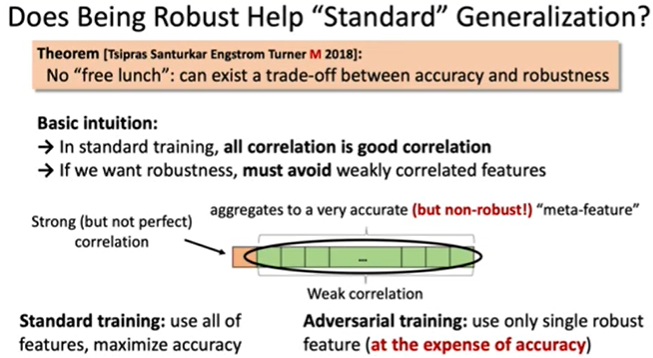 Does Being Robust Help “Standard” Generalization?
Theorem [Tsipras Santurkar Engstrom Turner M 2018]:
No “free lunch”: can exist a trade-off between accuracy and robustness
Basic intuition:
→ In standard training, all correlation is good correlation
→ If we want robustness, must avoid weakly correlated features
aggregates to a very accurate (but non-robust!) “meta-feature”
Strong (but not perfect)
correlation
...
Weak correlation
Standard training: use all of
features, maximize accuracy
Adversarial training: use only single robust
feature (at the expense of accuracy)